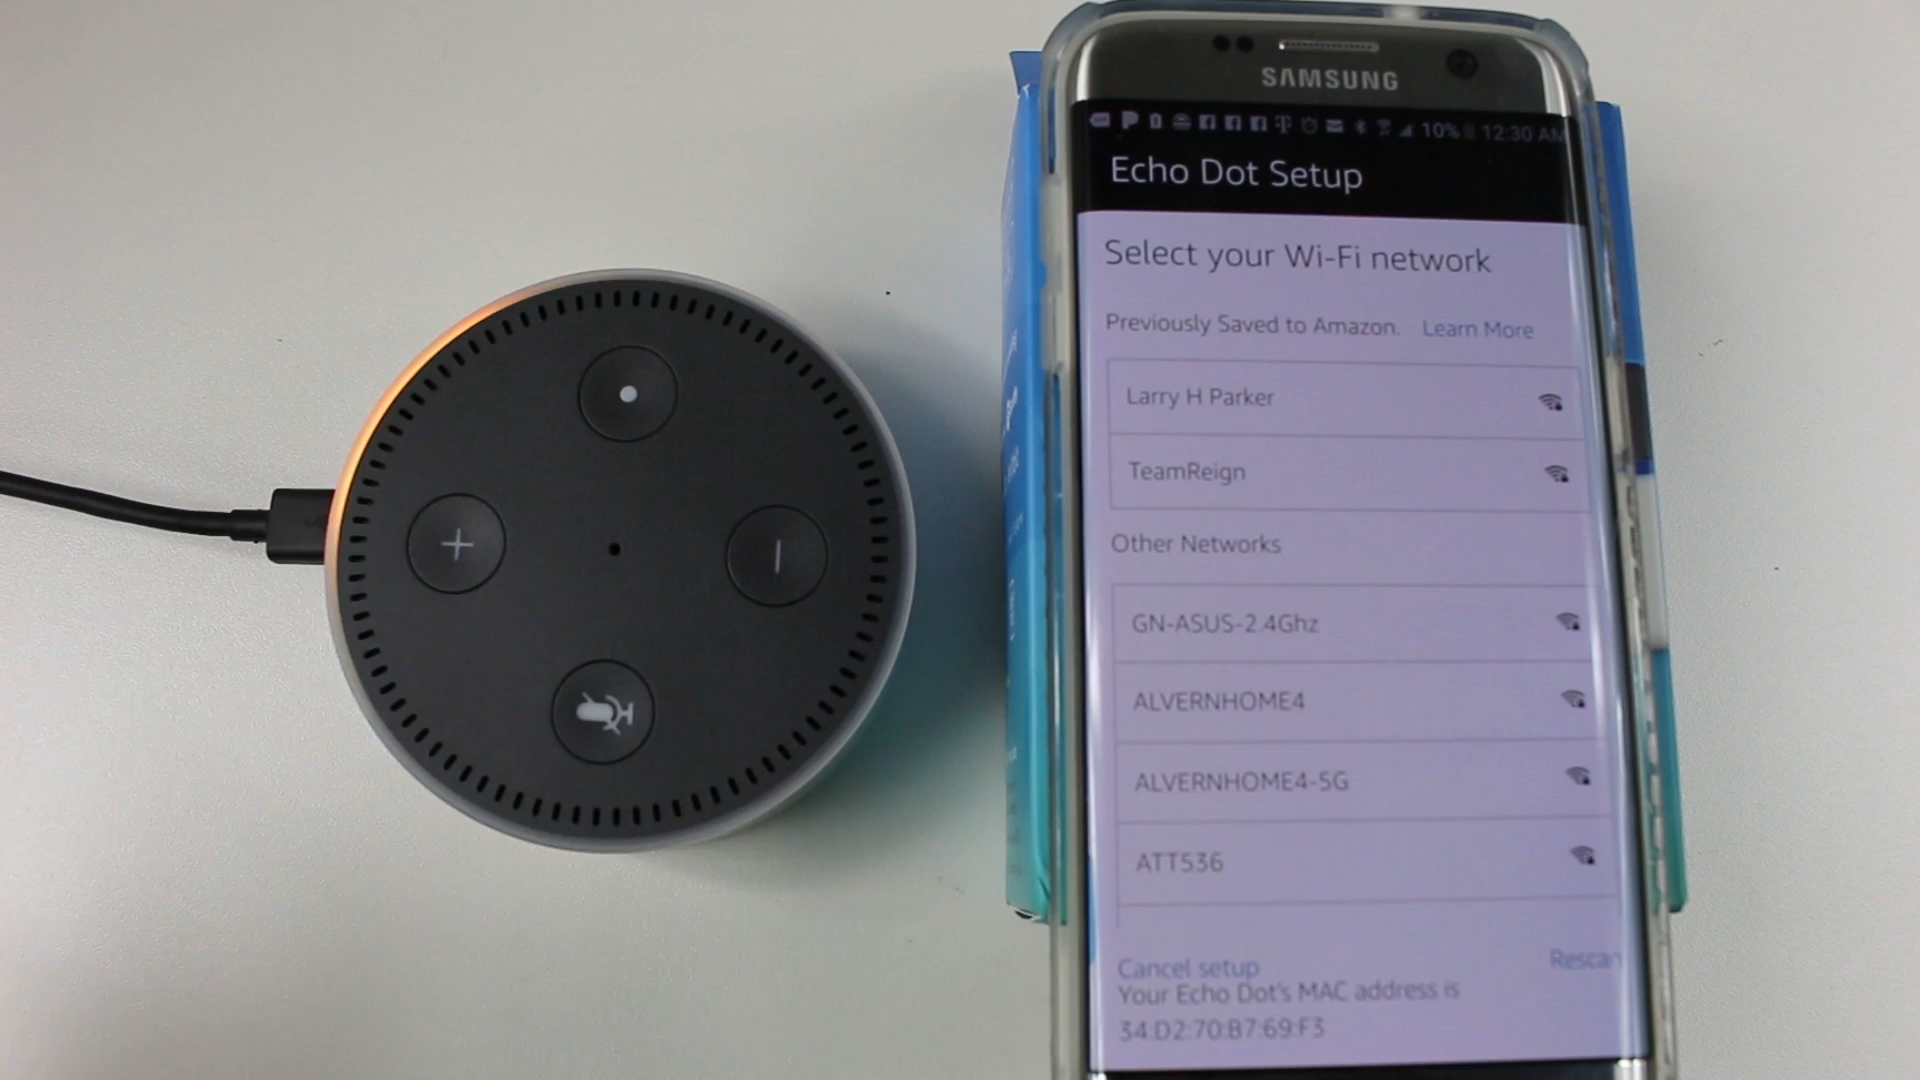 SAMSUNG
10% 12:30 AM
Echo Dot Setup
Select your Wi-Fi network
Previously Saved to Amazon. Learn More
Larry H Parker
TeamReign
Other Networks
GN-ASUS-2.4Ghz
ALVERNHOME4
ALVERNHOME4-5G
ATT536
Cancel setup Rescan
Your Echo Dot's MAC address is
34:D2:70:B7:69:F3